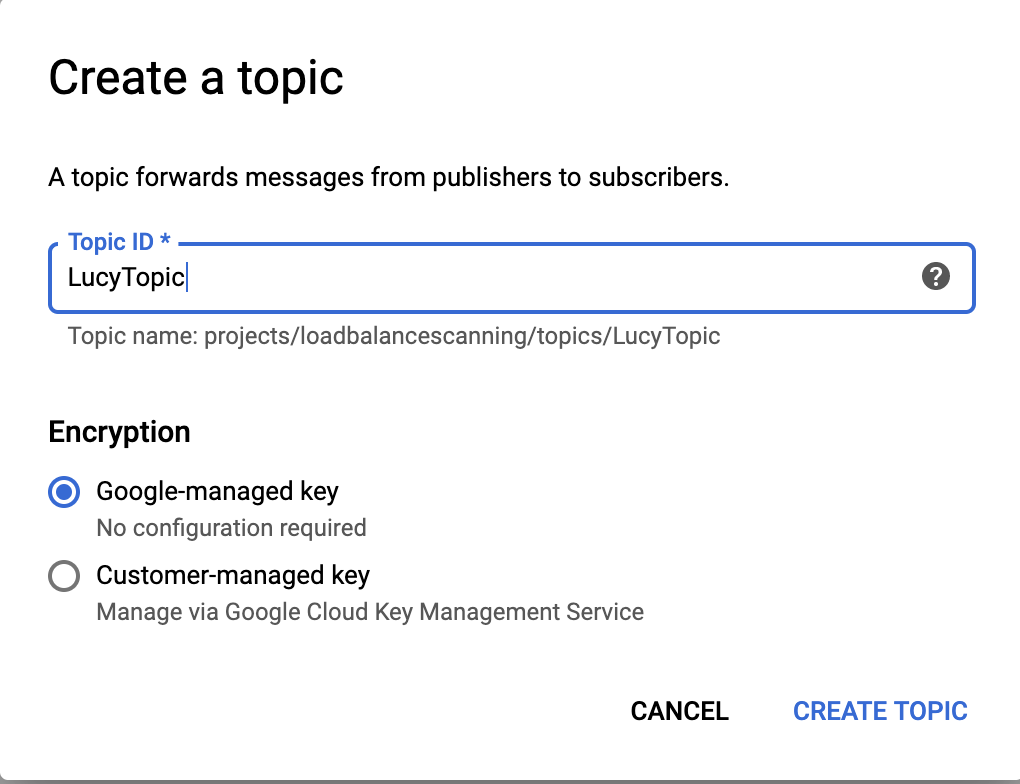 Create a topic
A topic forwards messages from publishers to subscribers.
Topic ID *
LucyTopic
?
Topic name: projects/loadbalancescanning/topics/LucyTopic
Encryption
Google-managed key
No configuration required
Customer-managed key
Manage via Google Cloud Key Management Service
CANCEL CREATE TOPIC